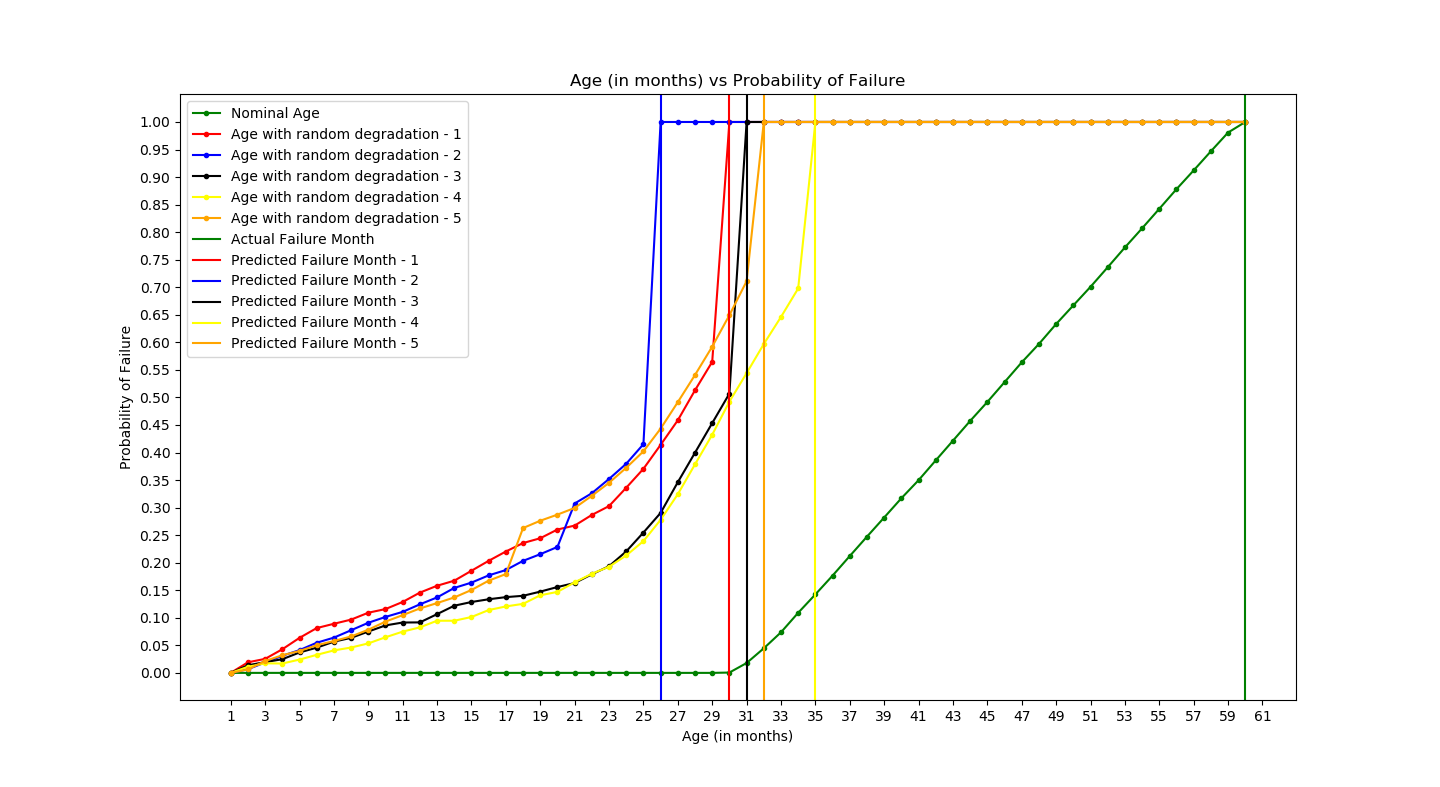 Age (in months) vs Probability of Failure
Nominal Age
Age with random degradation - 1
Age with random degradation - 2
Age with random degradation - 3
Age with random degradation - 4
Age with random degradation - 5
Actual Failure Month
Predicted Failure Month - 1
Predicted Failure Month - 2
Predicted Failure Month - 3
Predicted Failure Month - 4
Predicted Failure Month - 5
Probability of Failure
1.00
0.95
0.90
0.85
0.80
0.75
0.70
0.65
0.60
0.55
0.50
0.45
0.40
0.35
0.30
0.25
0.20
0.15
0.10
0.05
0.00
1 3 5 7 9 11 13 15 17 19 21 23 25 27 29 31 33 35 37 39 41 43 45 47 49 51 53 55 57 59 61
Age (in months)